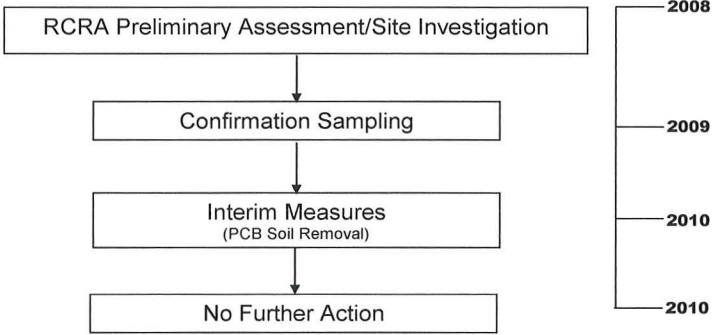 RCRA Preliminary Assessment/Site Investigation
2008
Confirmation Sampling
2009
Interim Measures
(PCB Soil Removal)
2010
No Further Action
2010